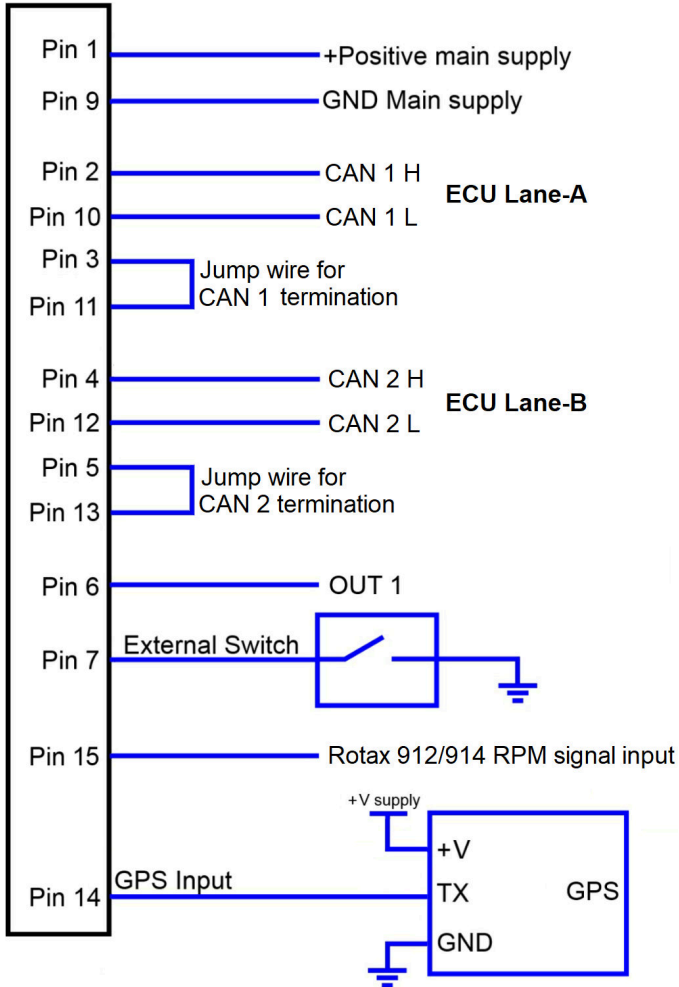 Pin 1 +Positive main supply
Pin 9 GND Main supply
Pin 2 CAN 1 H
ECU Lane-A
Pin 10 CAN 1 L
Pin 3 Jump wire for
CAN 1 termination
Pin 11
Pin 4 CAN 2 H
ECU Lane-B
Pin 12 CAN 2 L
Pin 5 Jump wire for
CAN 2 termination
Pin 13
Pin 6 OUT 1
External Switch
Pin 7
Pin 15 Rotax 912/914 RPM signal input
+V supply
+V
GPS Input
Pin 14 TX GPS
GND